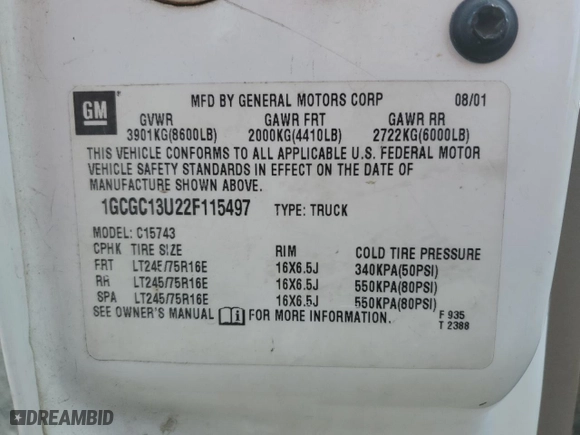 GM
MFD BY GENERAL MOTORS CORP 08/01
GVWR GAWR FRT GAWR RR
3901KG(8600LB) 2000KG(4410LB) 2722KG(6000LB)
THIS VEHICLE CONFORMS TO ALL APPLICABLE U.S. FEDERAL MOTOR
VEHICLE SAFETY STANDARDS IN EFFECT ON THE DATE OF
MANUFACTURE SHOWN ABOVE.
1GCGC13U22F115497 TYPE: TRUCK
MODEL: C15743
CPHK TIRE SIZE RIM COLD TIRE PRESSURE
FRT LT245/75R16E 16X6.5J 340KPA(50PSI)
RR LT245/75R16E 16X6.5J 550KPA(80PSI)
SPA LT245/75R16E 16X6.5J 550KPA(80PSI)
SEE OWNER'S MANUAL FOR MORE INFORMATION.
F 935
T 2388
DREAMBID